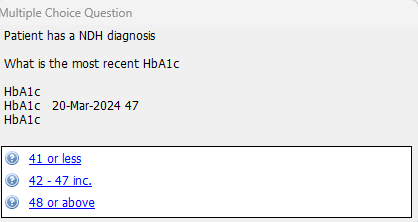 Multiple Choice Question
Patient has a NDH diagnosis
What is the most recent HbA1c
HbA1c
HbA1c 20-Mar-2024 47
HbA1c
41 or less
42 - 47 inc.
48 or above